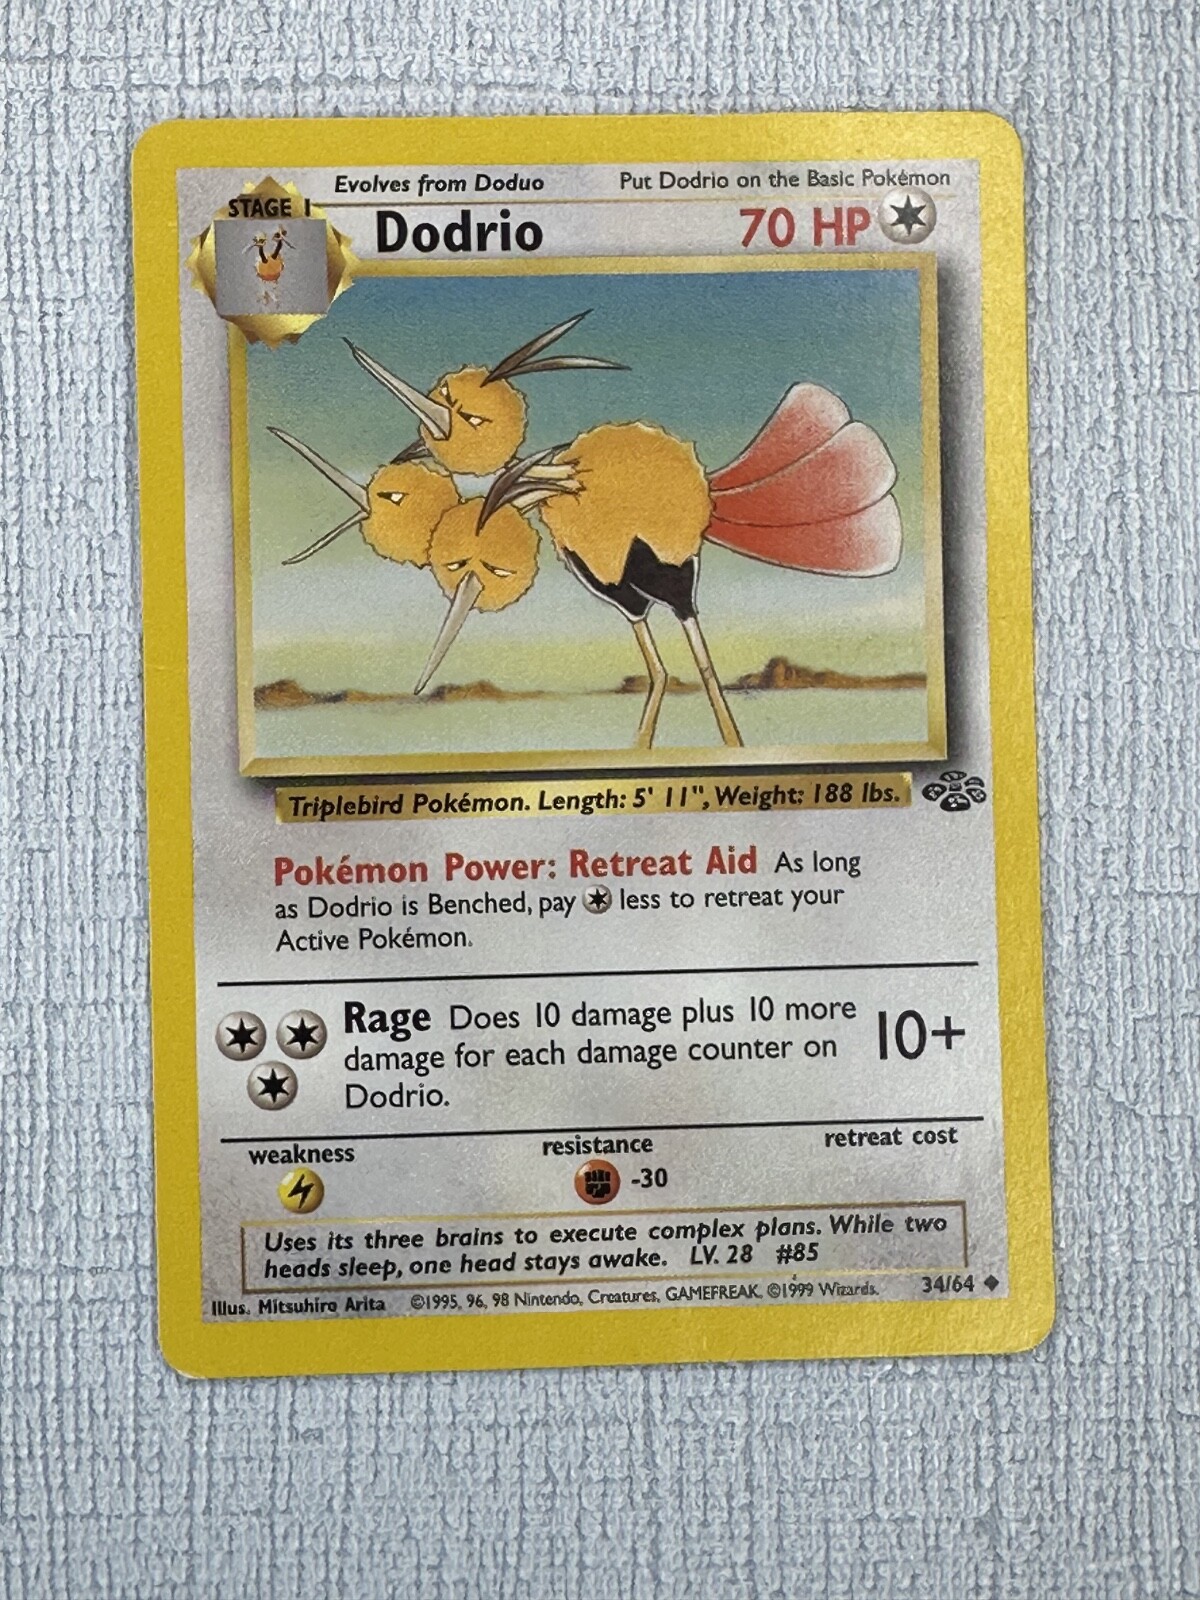 Evolves from Doduo Put Dodrio on the Basic Pokémon
STAGE 1
Dodrio 70 HP
Triplebird Pokémon. Length: 5' 11", Weight: 188 lbs.
Pokémon Power: Retreat Aid As long
as Dodrio is Benched, pay less to retreat your
Active Pokémon.
Rage Does 10 damage plus 10 more
damage for each damage counter on
Dodrio.
10+
weakness resistance retreat cost
-30
Uses its three brains to execute complex plans. While two
heads sleep, one head stays awake. LV. 28 #85
Illus. Mitsuhiro Arita ©1995, 96, 98 Nintendo, Creatures, GAMEFREAK. ©1999 Wizards. 34/64